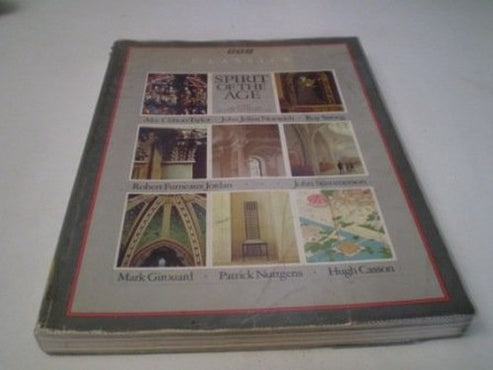 BBC
CLASSICS
SPIRIT
OF THE
AGE
Alec Clifton-Taylor · John Julius Norwich · Roy Strong
Robert Furneaux Jordan · · John Summerson
Mark Girouard · Patrick Nuttgens · Hugh Casson